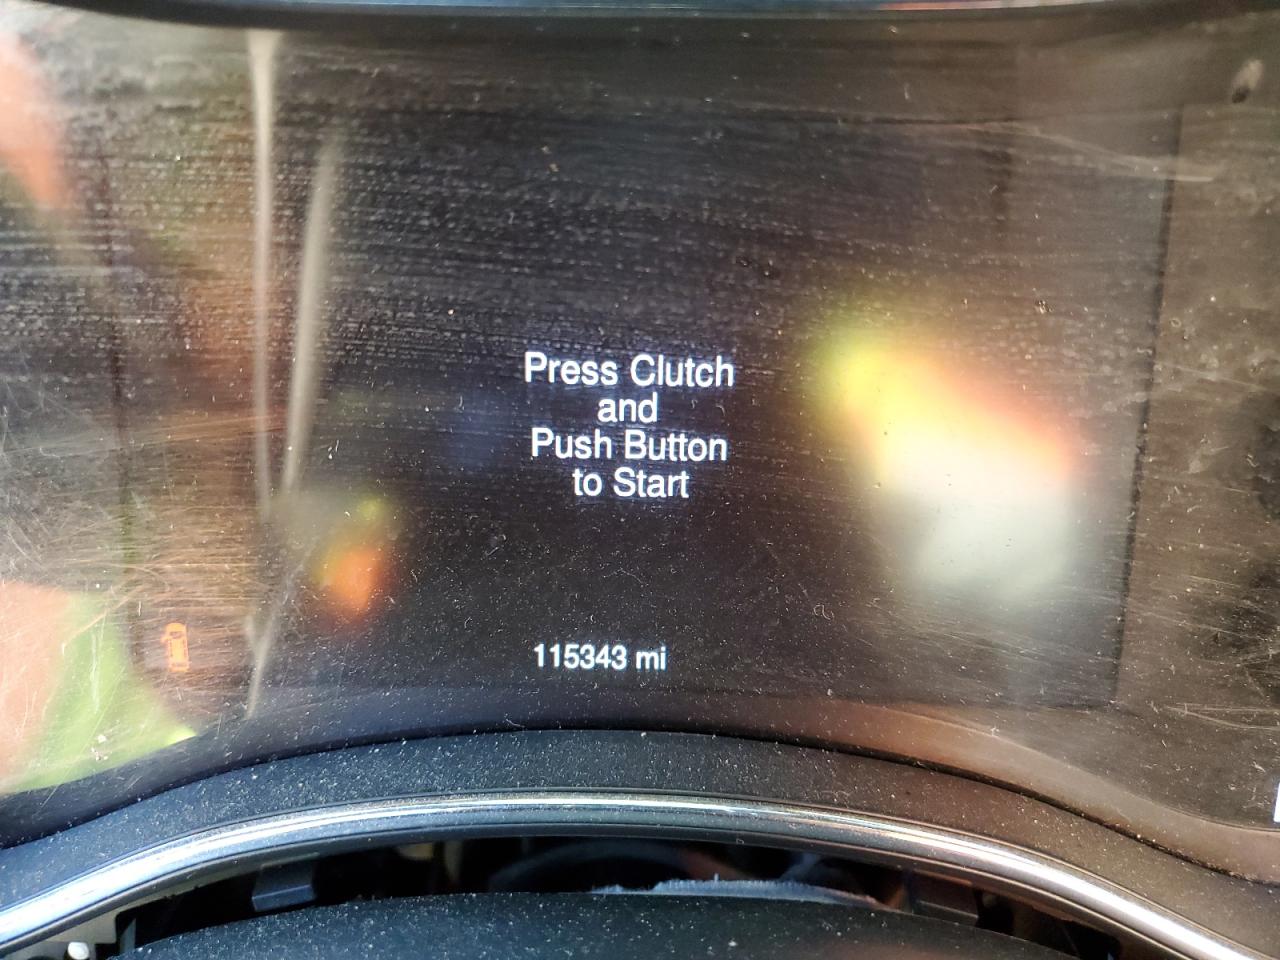 Press Clutch
and
Push Button
to Start
115343 mi